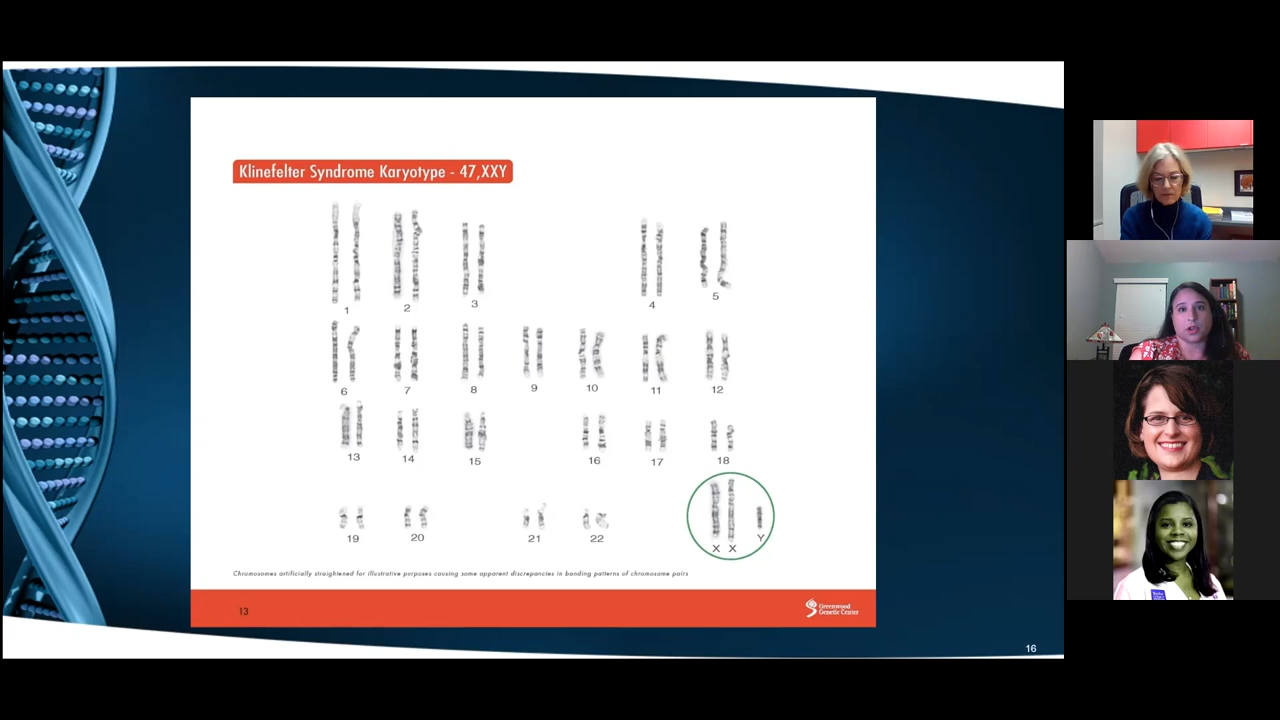 Klinefelter Syndrome Karyotype - 47,XXY
1 2 3 4 5
6 7 8 9 10 11 12
13 14 15 16 17 18
19 20 21 22 X X Y
Chromosomes artificially straightened for illustrative purposes causing some apparent discrepancies in banding patterns of chromosome pairs
13
Greenwood
Genetic Center
16